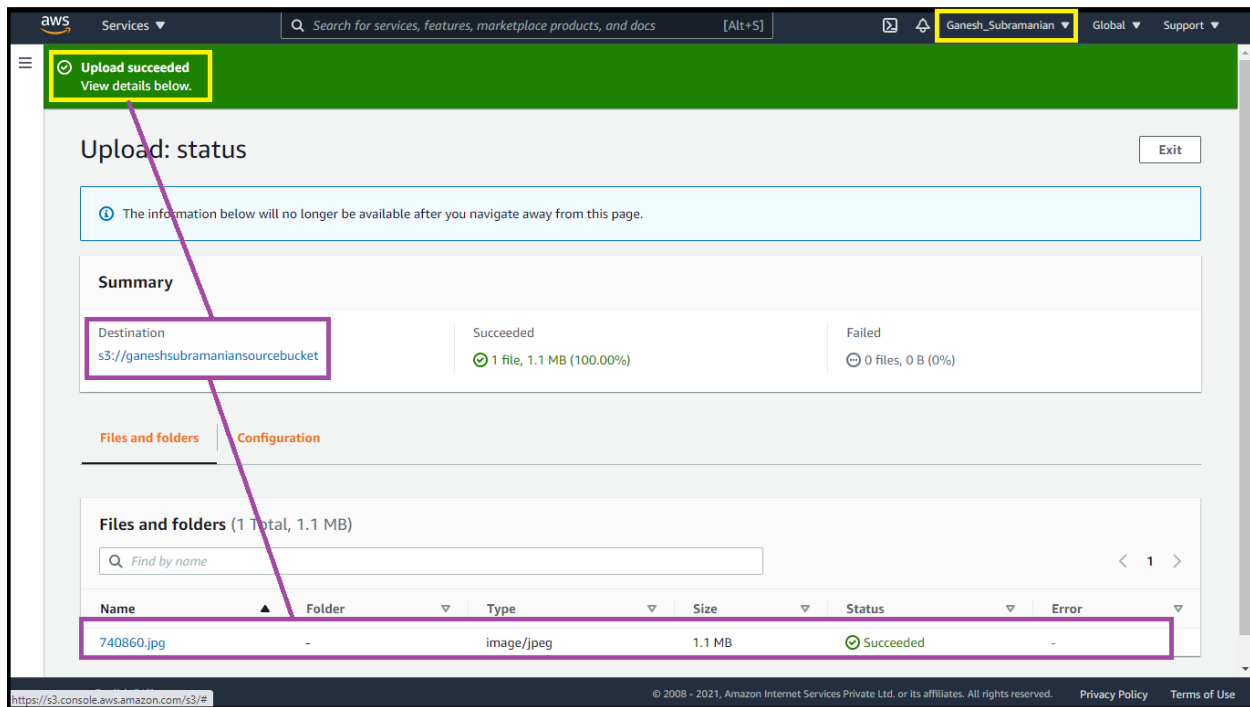 aws Services ▼ Search for services, features, marketplace products, and docs [Alt+S] Ganesh_Subramanian ▼ Global ▼ Support ▼
Upload succeeded
View details below.
Upload: status Exit
The information below will no longer be available after you navigate away from this page.
Summary
Destination Succeeded Failed
s3://ganeshsubramaniansourcebucket 1 file, 1.1 MB (100.00%) 0 files, 0 B (0%)
Files and folders Configuration
Files and folders (1 Total, 1.1 MB)
Find by name < 1 >
Name Folder Type Size Status Error
740860.jpg - image/jpeg 1.1 MB Succeeded -
https://s3.console.aws.amazon.com/s3/# © 2008 - 2021, Amazon Internet Services Private Ltd. or its affiliates. All rights reserved. Privacy Policy Terms of Use